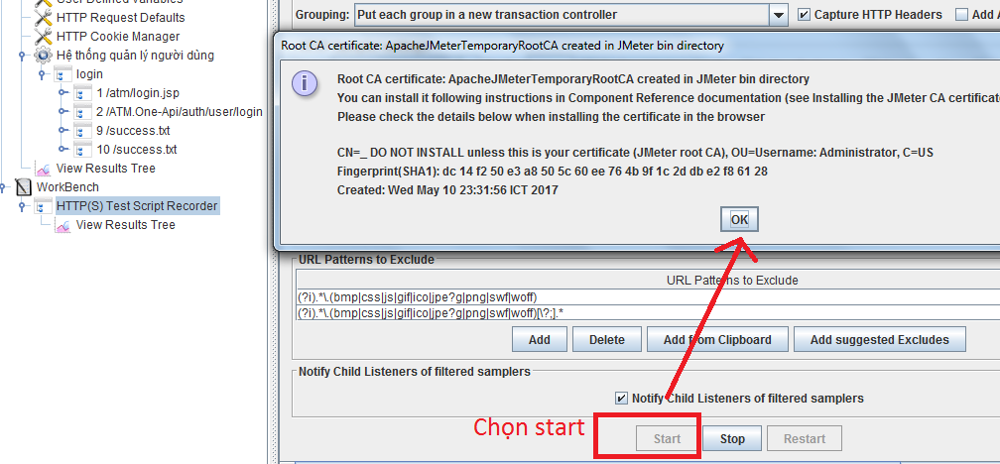 User Defined Variables
HTTP Request Defaults
HTTP Cookie Manager
Hệ thống quản lý người dùng
login
1 /atm/login.jsp
2 /ATM.One-Api/auth/user/login
9 /success.txt
10 /success.txt
View Results Tree
WorkBench
HTTP(S) Test Script Recorder
View Results Tree
Grouping: Put each group in a new transaction controller
Capture HTTP Headers
Add
Root CA certificate: ApacheJMeterTemporaryRootCA created in JMeter bin directory
Root CA certificate: ApacheJMeterTemporaryRootCA created in JMeter bin directory
You can install it following instructions in Component Reference documentation (see Installing the JMeter CA certificate
Please check the details below when installing the certificate in the browser
CN=_ DO NOT INSTALL unless this is your certificate (JMeter root CA), OU=Username: Administrator, C=US
Fingerprint(SHA1): dc 14 f2 50 e3 a8 50 5c 60 ee 76 4b 9f 1c 2d db e2 f8 61 28
Created: Wed May 10 23:31:56 ICT 2017
OK
URL Patterns to Exclude
URL Patterns to Exclude
(?i).*\.(bmp|css|js|gif|ico|jpe?g|png|swf|woff)
(?i).*\.(bmp|css|js|gif|ico|jpe?g|png|swf|woff)[\?;].*
Add
Delete
Add from Clipboard
Add suggested Excludes
Notify Child Listeners of filtered samplers
Notify Child Listeners of filtered samplers
Chọn start
Start
Stop
Restart